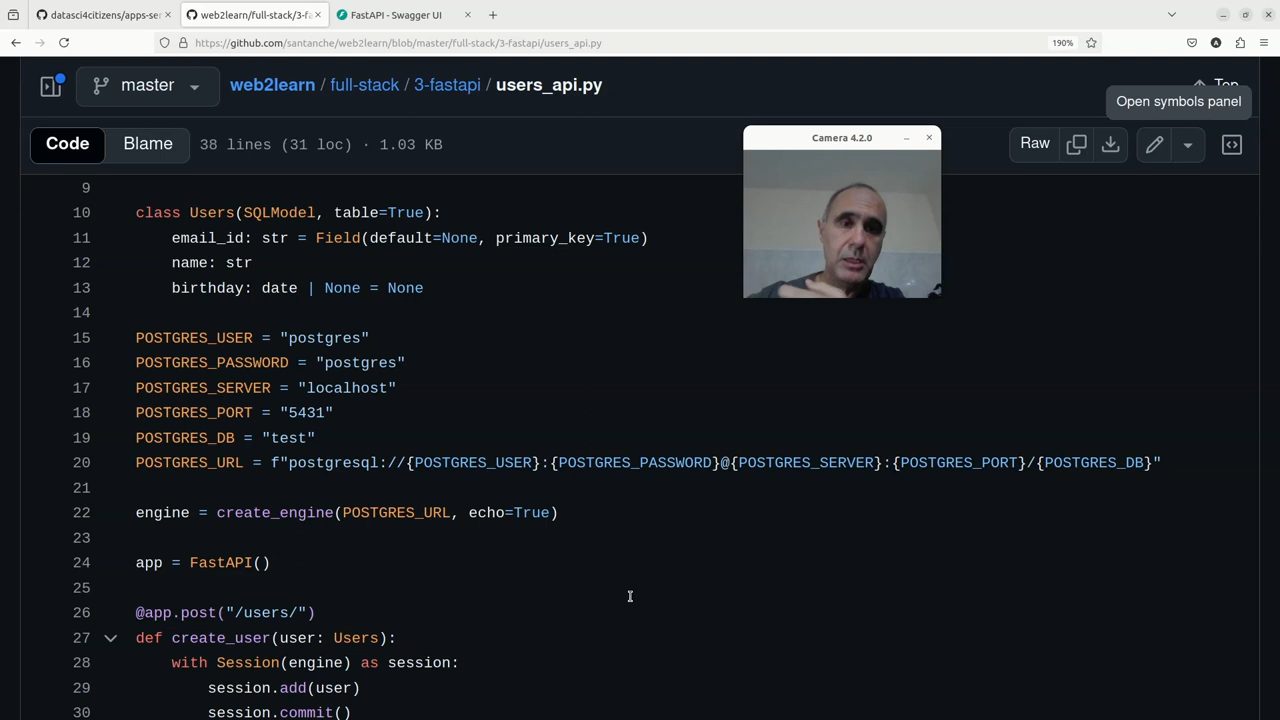 datasci4citizens/apps-ser
web2learn/full-stack/3-fa
FastAPI - Swagger UI
https://github.com/santanche/web2learn/blob/master/full-stack/3-fastapi/users_api.py
190%
master
web2learn / full-stack / 3-fastapi / users_api.py
Top
Open symbols panel
Code
Blame
38 lines (31 loc) · 1.03 KB
Camera 4.2.0
Raw
9
10 class Users(SQLModel, table=True):
11 email_id: str = Field(default=None, primary_key=True)
12 name: str
13 birthday: date | None = None
14
15 POSTGRES_USER = "postgres"
16 POSTGRES_PASSWORD = "postgres"
17 POSTGRES_SERVER = "localhost"
18 POSTGRES_PORT = "5431"
19 POSTGRES_DB = "test"
20 POSTGRES_URL = f"postgresql://{POSTGRES_USER}:{POSTGRES_PASSWORD}@{POSTGRES_SERVER}:{POSTGRES_PORT}/{POSTGRES_DB}"
21
22 engine = create_engine(POSTGRES_URL, echo=True)
23
24 app = FastAPI()
25
26 @app.post("/users/")
27 def create_user(user: Users):
28 with Session(engine) as session:
29 session.add(user)
30 session.commit()